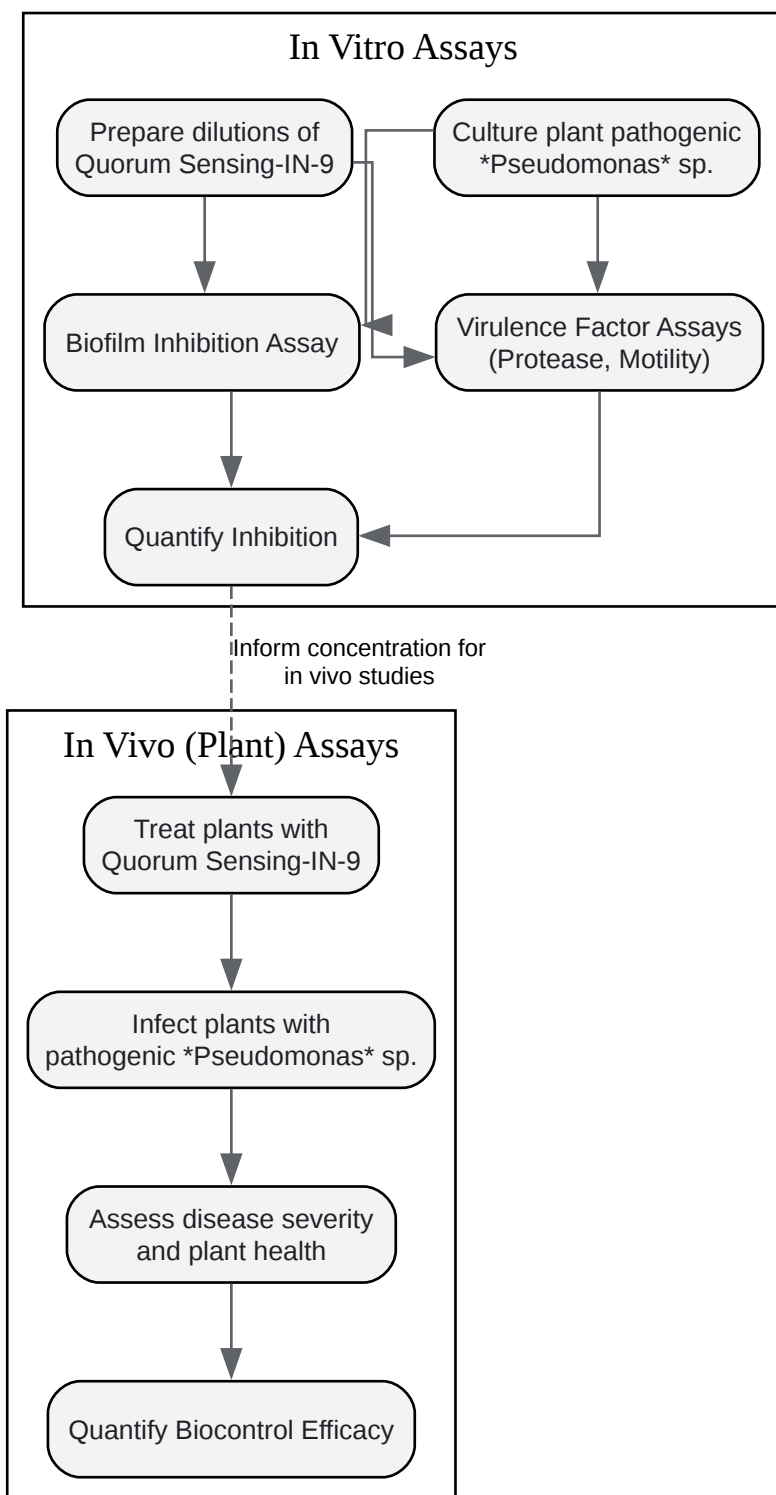 In Vitro Assays
Prepare dilutions of
Quorum Sensing-IN-9
Culture plant pathogenic
*Pseudomonas* sp.
Biofilm Inhibition Assay
Virulence Factor Assays
(Protease, Motility)
Quantify Inhibition
Inform concentration for
in vivo studies
In Vivo (Plant) Assays
Treat plants with
Quorum Sensing-IN-9
Infect plants with
pathogenic *Pseudomonas* sp.
Assess disease severity
and plant health
Quantify Biocontrol Efficacy